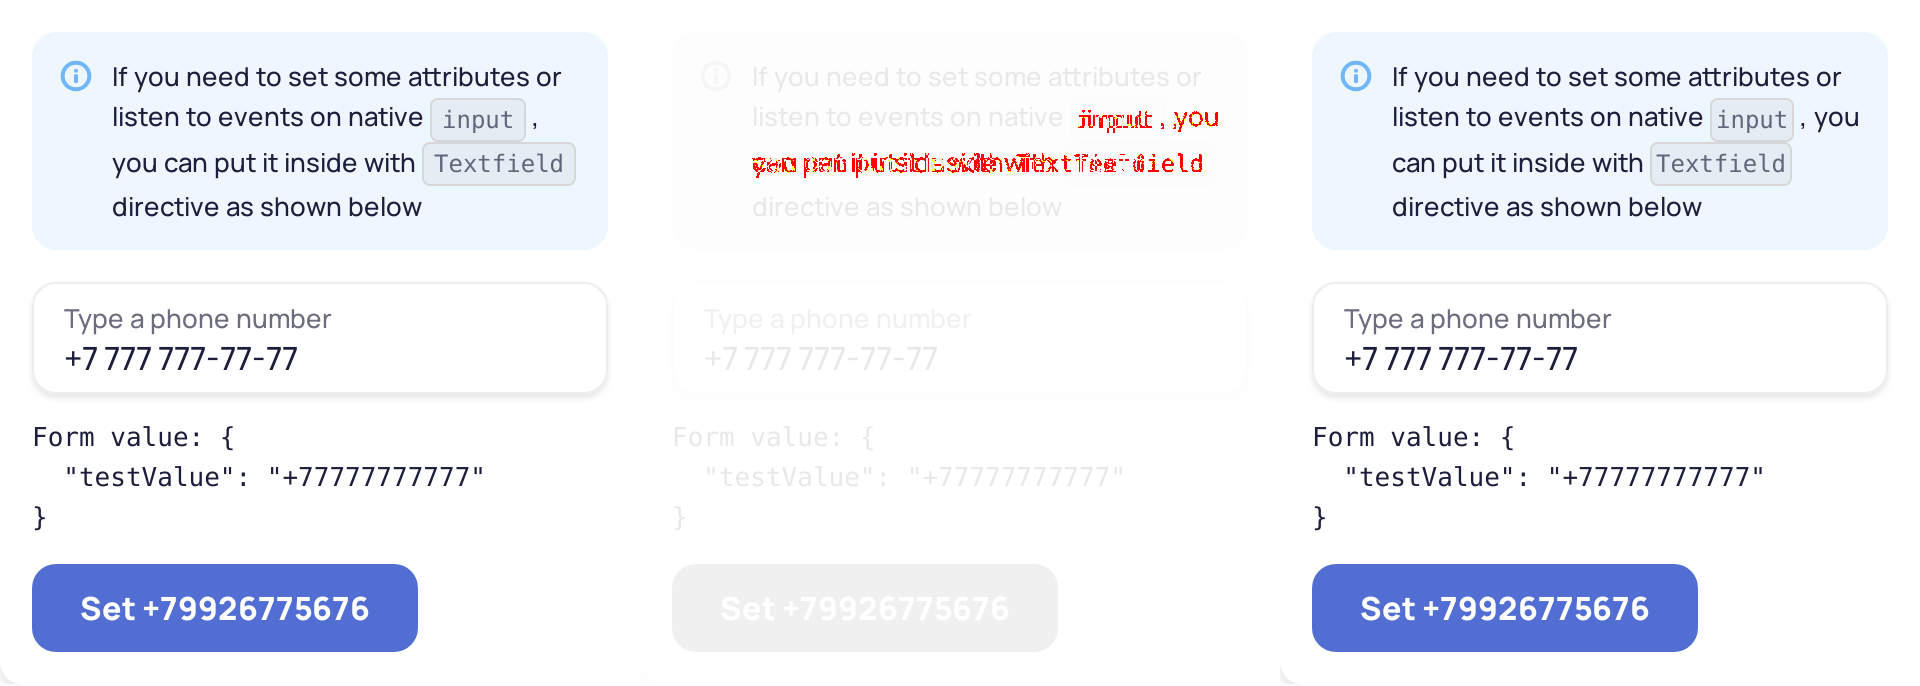 If you need to set some attributes or
listen to events on native input ,
you can put it inside with Textfield
directive as shown below
Type a phone number
+7 777 777-77-77
Form value: {
"testValue": "+77777777777"
}
Set +79926775676
If you need to set some attributes or
listen to events on native , you
directive as shown below
Type a phone number
+7 777 777-77-77
Form value: {
"testValue": "+77777777777"
}
Set +79926775676
If you need to set some attributes or
listen to events on native input , you
can put it inside with Textfield
directive as shown below
Type a phone number
+7 777 777-77-77
Form value: {
"testValue": "+77777777777"
}
Set +79926775676